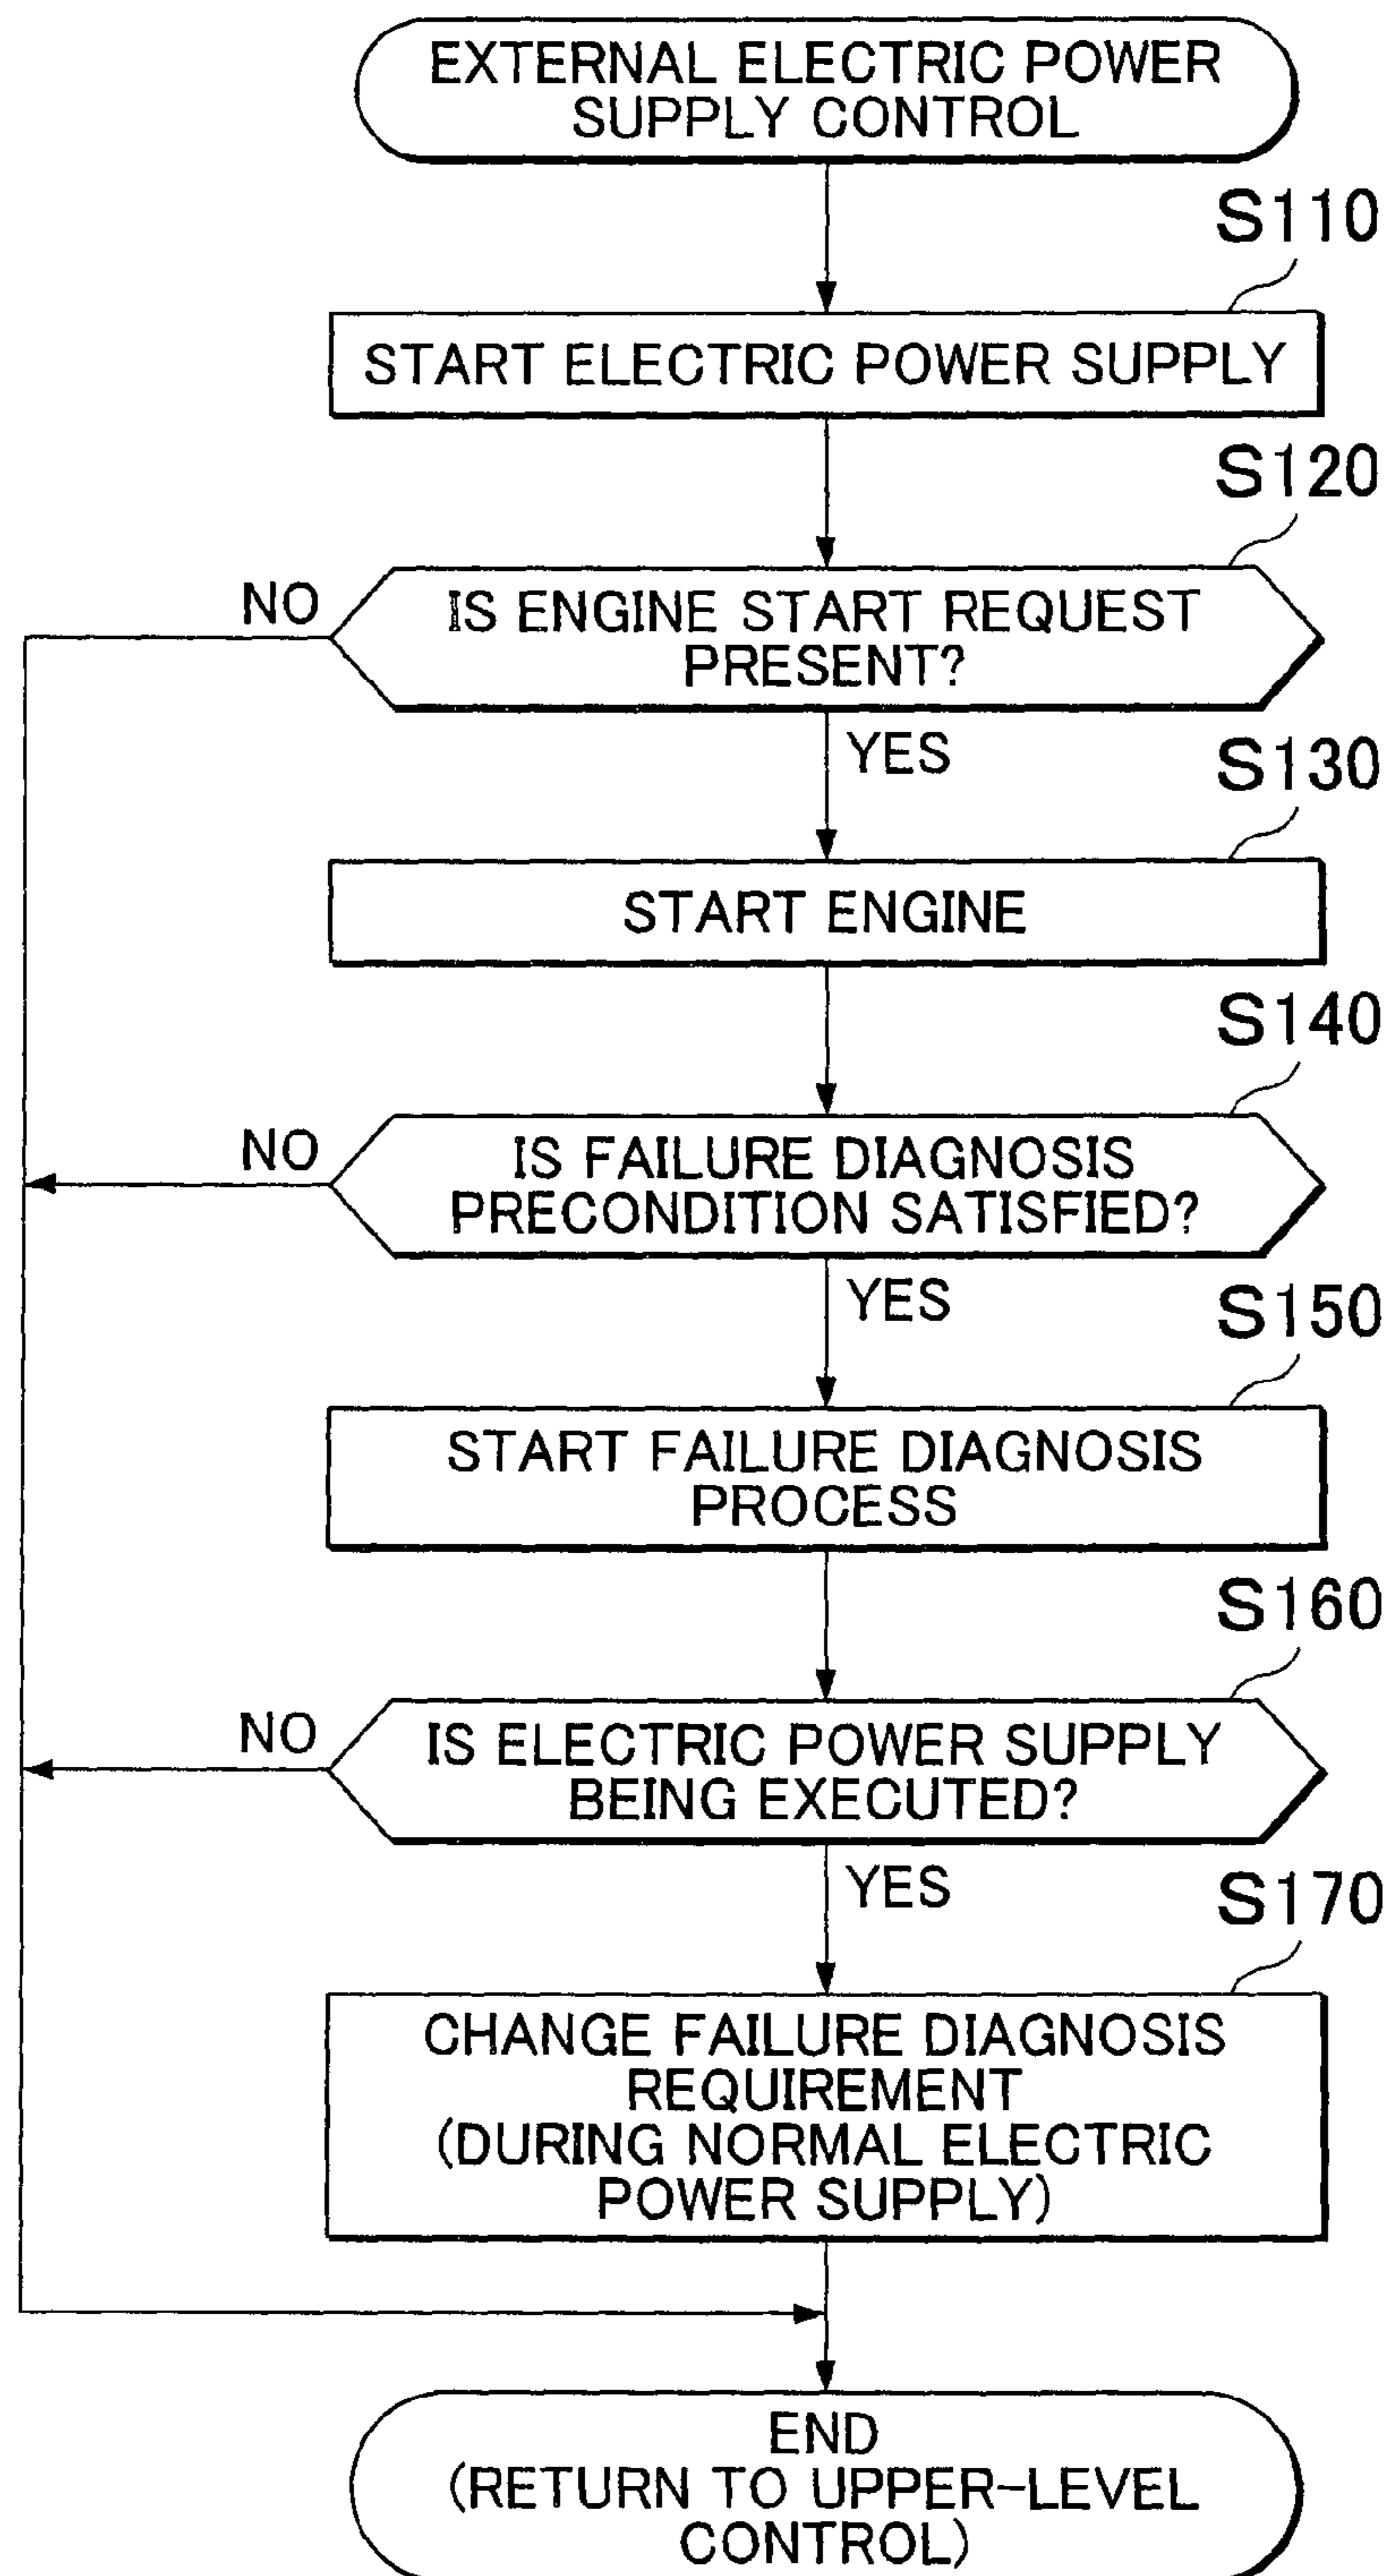 EXTERNAL ELECTRIC POWER
SUPPLY CONTROL
S110
START ELECTRIC POWER SUPPLY
S120
NO
IS ENGINE START REQUEST
PRESENT?
YES
S130
START ENGINE
S140
NO
IS FAILURE DIAGNOSIS
PRECONDITION SATISFIED?
YES
S150
START FAILURE DIAGNOSIS
PROCESS
S160
NO
IS ELECTRIC POWER SUPPLY
BEING EXECUTED?
YES
S170
CHANGE FAILURE DIAGNOSIS
REQUIREMENT
(DURING NORMAL ELECTRIC
POWER SUPPLY)
END
(RETURN TO UPPER-LEVEL
CONTROL)